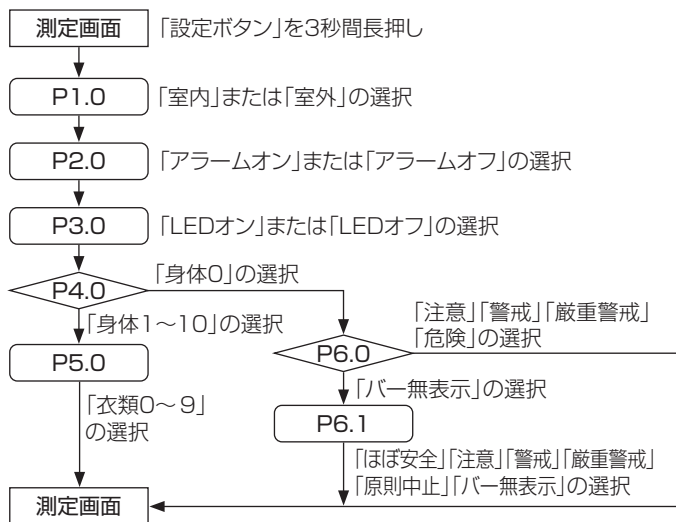 測定画面 「設定ボタン」を3秒間長押し
P1.0 「室内」または「室外」の選択
P2.0 「アラームオン」または「アラームオフ」の選択
P3.0 「LEDオン」または「LEDオフ」の選択
「身体0」の選択
P4.0
「身体1～10」の選択
「注意」「警戒」「厳重警戒」
「危険」の選択
P5.0
P6.0
「バー無表示」の選択
「衣類0～9」
の選択
P6.1
「ほぼ安全」「注意」「警戒」「厳重警戒」
「原則中止」「バー無表示」の選択
測定画面